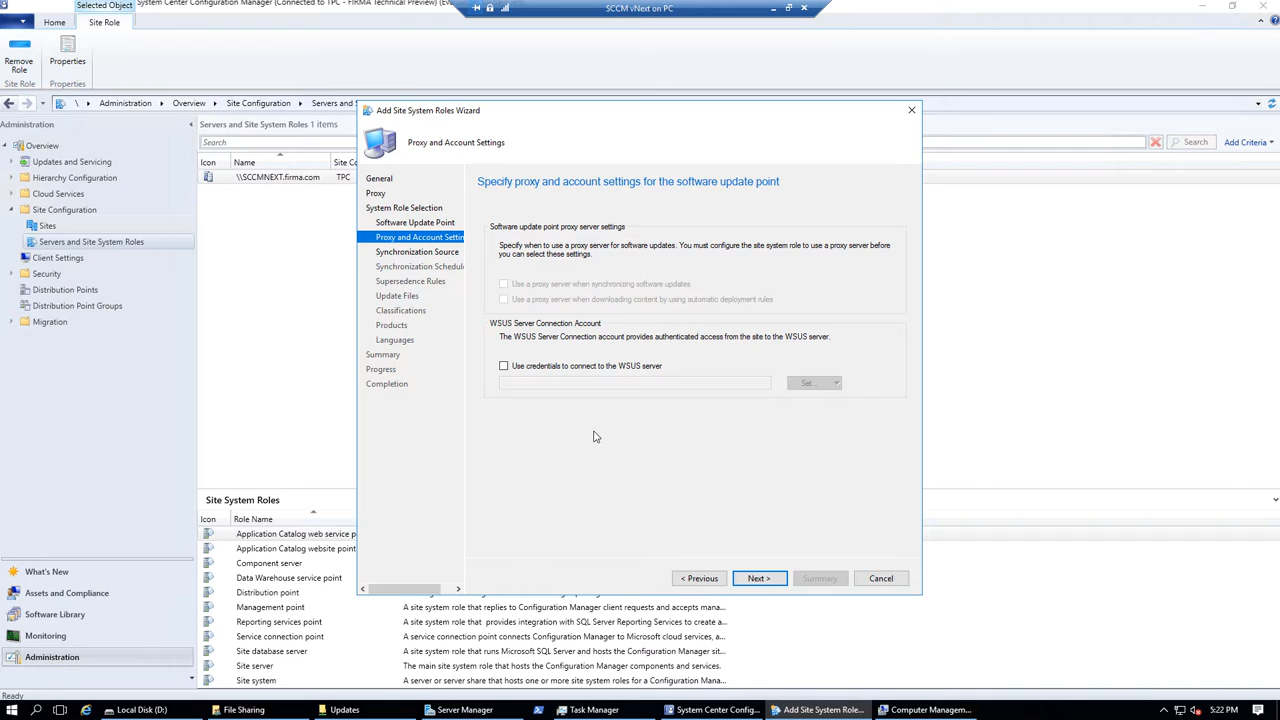 Selected Object
System Center Configuration Manager (Connected to TPC - FIRMA Technical Preview)
SCCM vNext on PC
Home
Site Role
Remove
Role
Properties
Site Role
Properties
\ Administration Overview Site Configuration Servers and
Administration
Servers and Site System Roles 1 items
Search
Search
Add Criteria
Icon Name Site C
\\SCCMNEXT.firma.com TPC
Overview
Updates and Servicing
Hierarchy Configuration
Cloud Services
Site Configuration
Sites
Servers and Site System Roles
Client Settings
Security
Distribution Points
Distribution Point Groups
Migration
What's New
Assets and Compliance
Software Library
Monitoring
Administration
Add Site System Roles Wizard
Proxy and Account Settings
General
Proxy
System Role Selection
Software Update Point
Proxy and Account Settin
Synchronization Source
Synchronization Schedul
Supersedence Rules
Update Files
Classifications
Products
Languages
Summary
Progress
Completion
Specify proxy and account settings for the software update point
Software update point proxy server settings
Specify when to use a proxy server for software updates. You must configure the site system role to use a proxy server before
you can select these settings.
Use a proxy server when synchronizing software updates
Use a proxy server when downloading content by using automatic deployment rules
WSUS Server Connection Account
The WSUS Server Connection account provides authenticated access from the site to the WSUS server.
Use credentials to connect to the WSUS server
Set...
< Previous
Next >
Summary
Cancel
Site System Roles
Icon Role Name
Application Catalog web service p
Application Catalog website point
Component server
Data Warehouse service point
Distribution point
Management point A site system role that replies to Configuration Manager client requests and accepts mana...
Reporting services point A site system role that provides integration with SQL Server Reporting Services to create a...
Service connection point A service connection point connects Configuration Manager to Microsoft cloud services, a...
Site database server A site system role that runs Microsoft SQL Server and hosts the Configuration Manager sit...
Site server The main site system role that hosts the Configuration Manager components and services.
Site system A server or server share that hosts one or more site system roles for a Configuration Mana...
Ready
Local Disk (D:)
File Sharing
Updates
Server Manager
Task Manager
System Center Config...
Add Site System Role...
Computer Managem...
5:22 PM